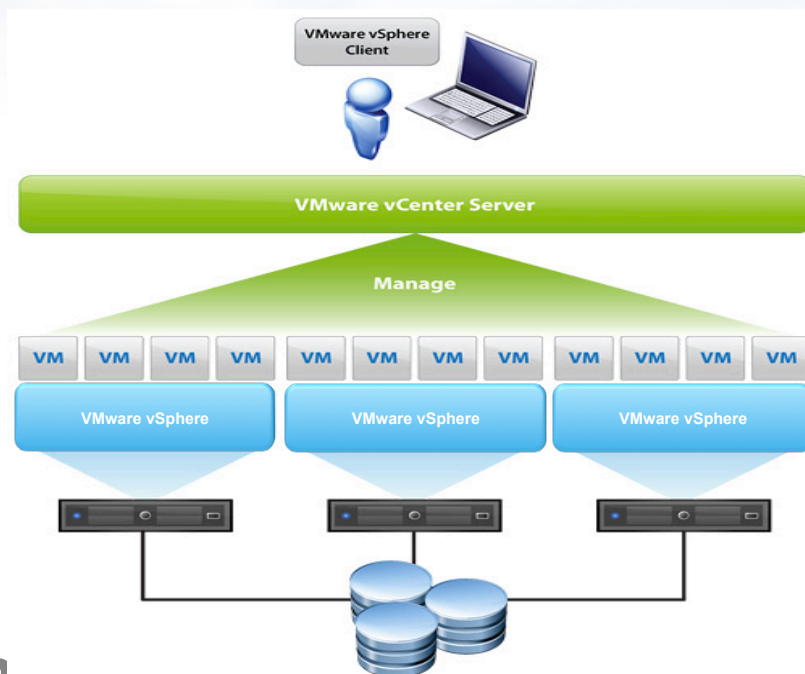 VMware vSphere
Client
VMware vCenter Server
Manage
VM VM VM VM VM VM VM VM VM VM VM VM
VMware vSphere VMware vSphere VMware vSphere